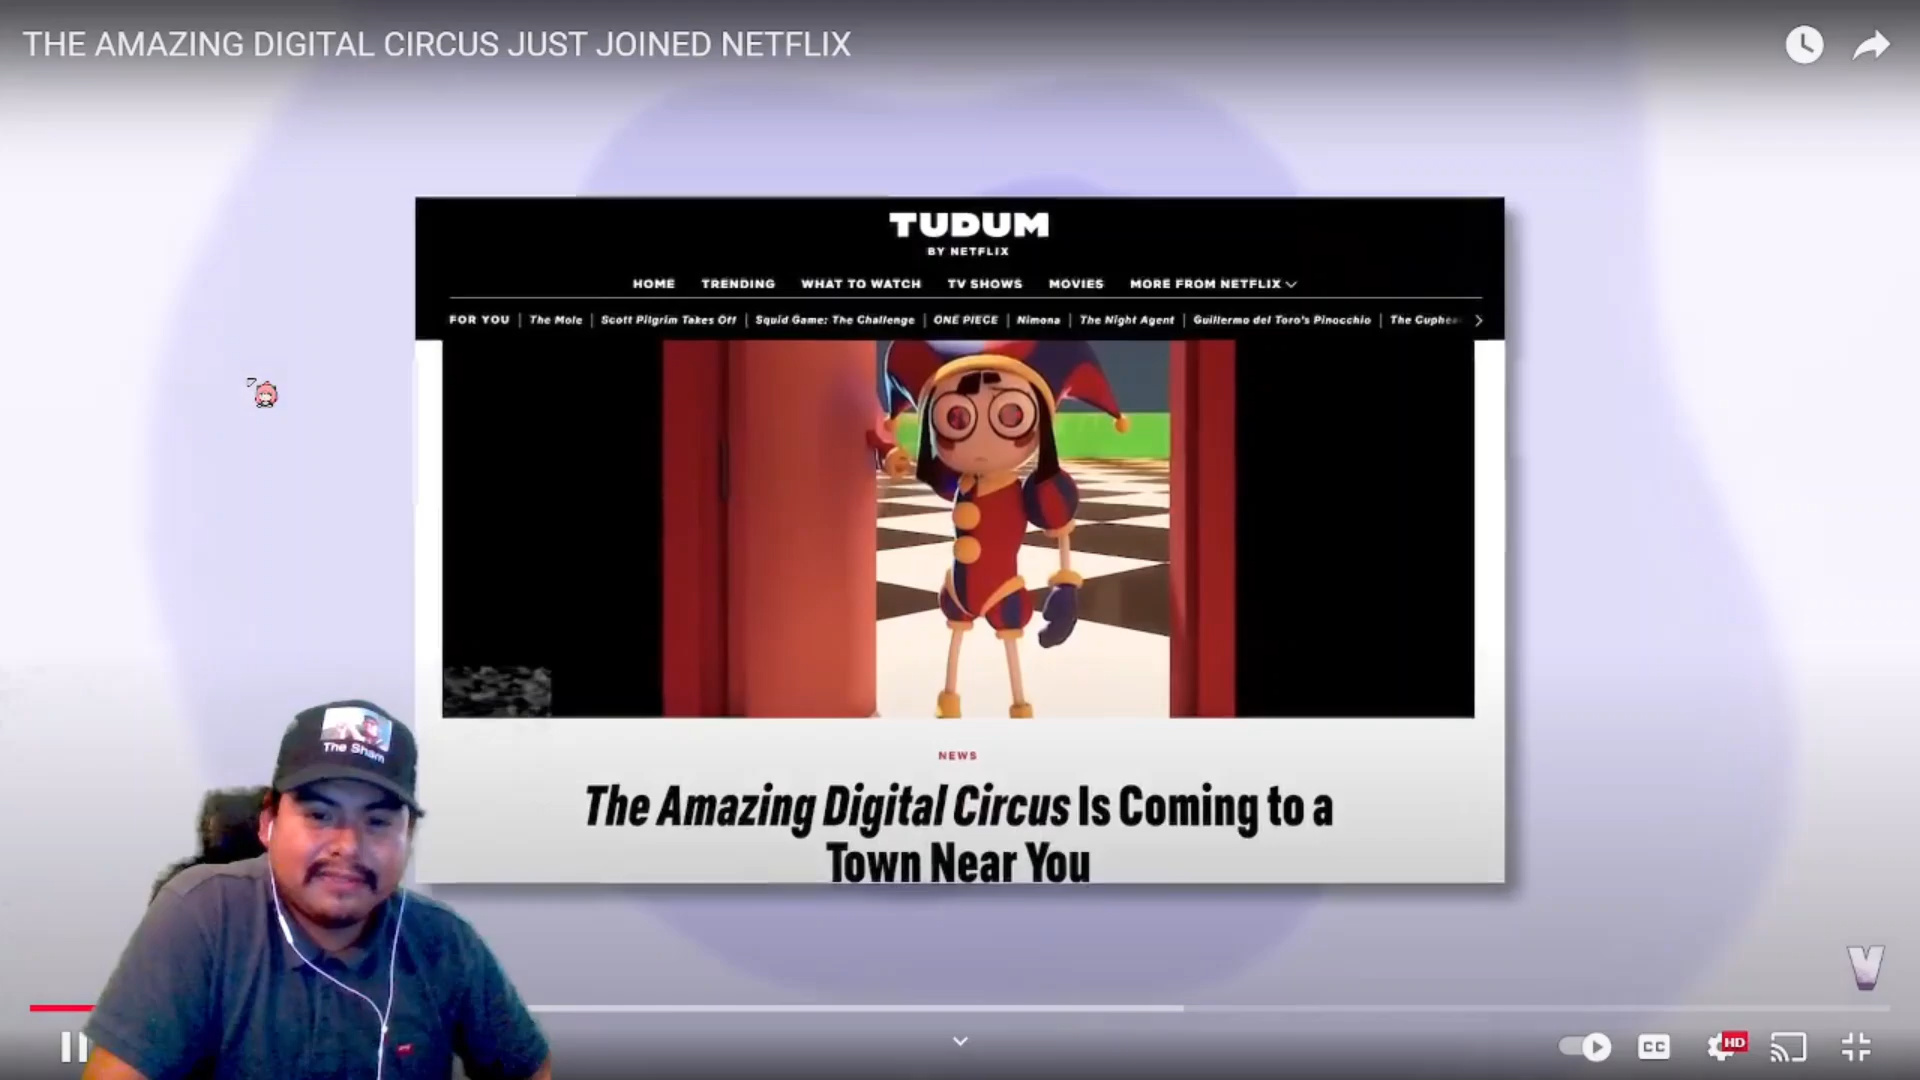 THE AMAZING DIGITAL CIRCUS JUST JOINED NETFLIX
TUDUM
BY NETFLIX
HOME TRENDING WHAT TO WATCH TV SHOWS MOVIES MORE FROM NETFLIX
FOR YOU | The Mole | Scott Pilgrim Takes Off | Squid Game: The Challenge | ONE PIECE | Nimona | The Night Agent | Guillermo del Toro's Pinocchio | The Cuphea
NEWS
The Amazing Digital Circus Is Coming to a
Town Near You
The Sham
V
CC
HD